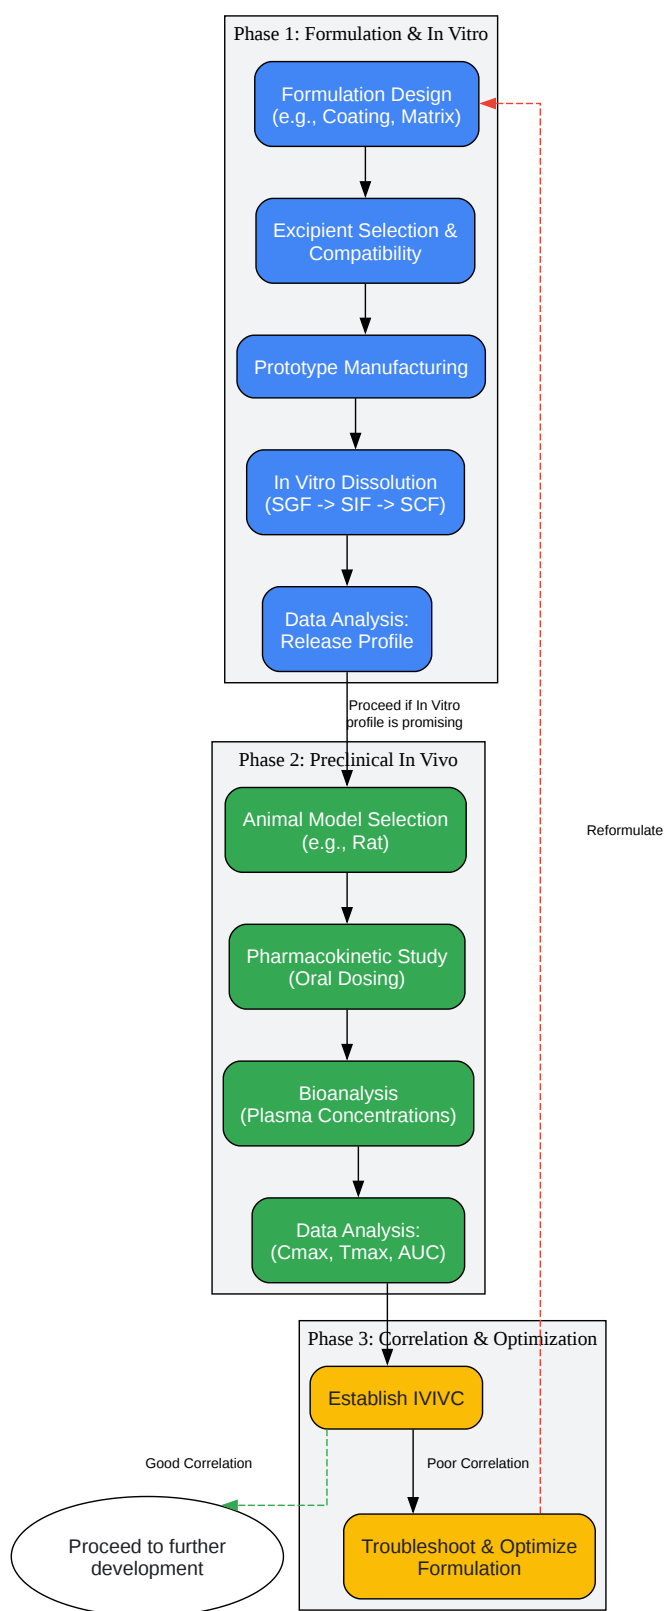 Phase 1: Formulation & In Vitro
Formulation Design
(e.g., Coating, Matrix)
Excipient Selection &
Compatibility
Prototype Manufacturing
In Vitro Dissolution
(SGF -> SIF -> SCF)
Data Analysis:
Release Profile
Proceed if In Vitro
profile is promising
Phase 2: Preclinical In Vivo
Animal Model Selection
(e.g., Rat)
Reformulate
Pharmacokinetic Study
(Oral Dosing)
Bioanalysis
(Plasma Concentrations)
Data Analysis:
(Cmax, Tmax, AUC)
Phase 3: Correlation & Optimization
Establish IVIVC
Good Correlation
Poor Correlation
Proceed to further
development
Troubleshoot & Optimize
Formulation